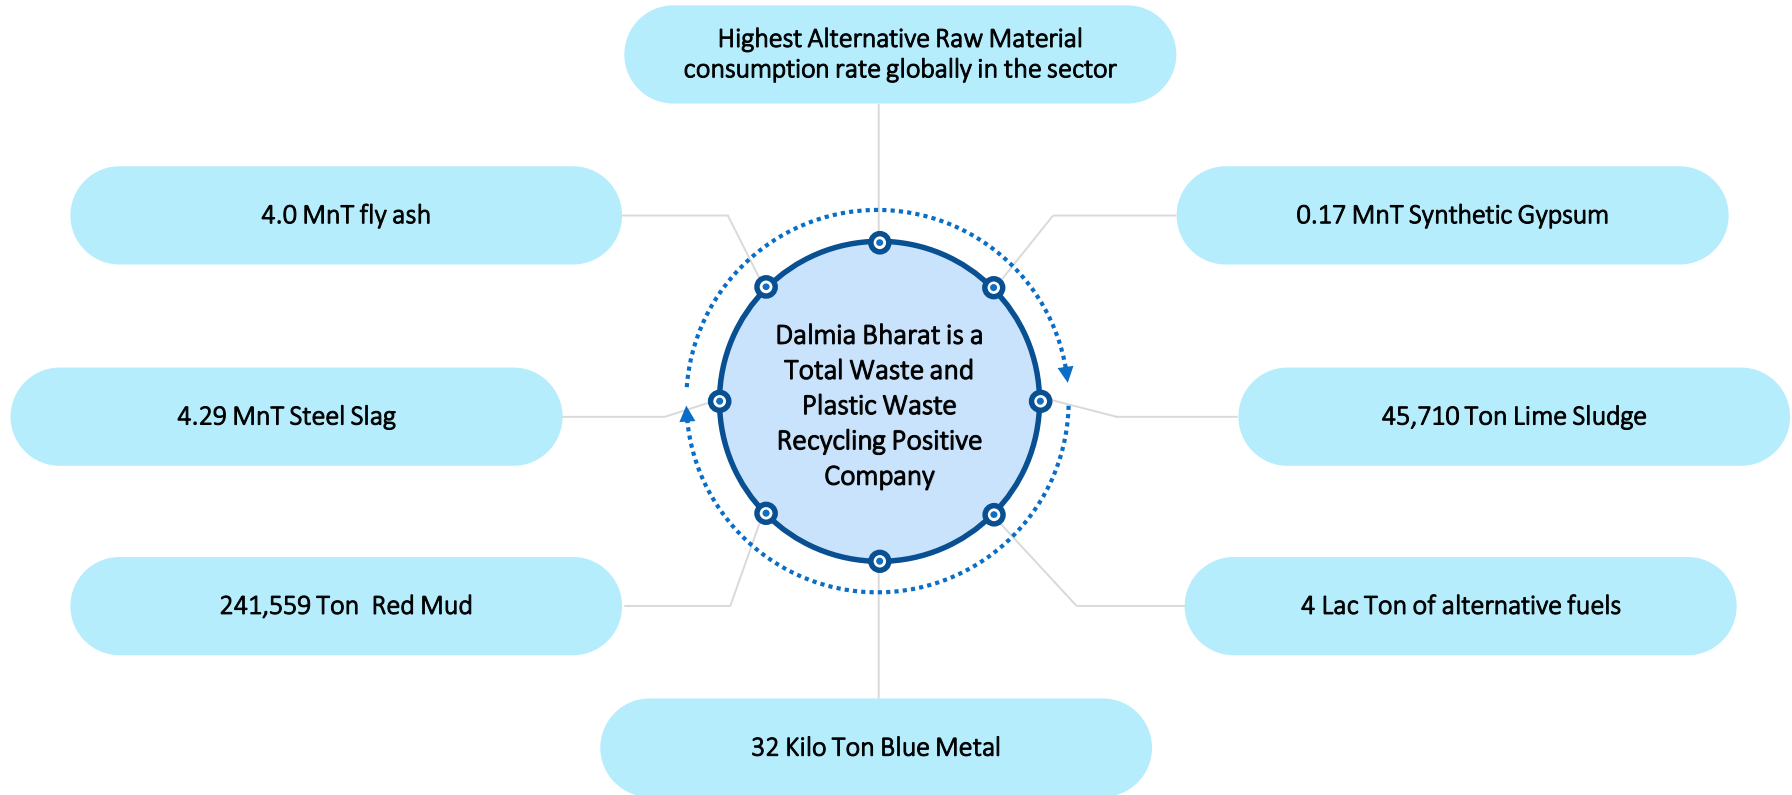 Highest Alternative Raw Material
consumption rate globally in the sector
4.0 MnT fly ash
0.17 MnT Synthetic Gypsum
Dalmia Bharat is a
Total Waste and
Plastic Waste
Recycling Positive
Company
4.29 MnT Steel Slag
45,710 Ton Lime Sludge
241,559 Ton  Red Mud
4 Lac Ton of alternative fuels
32 Kilo Ton Blue Metal